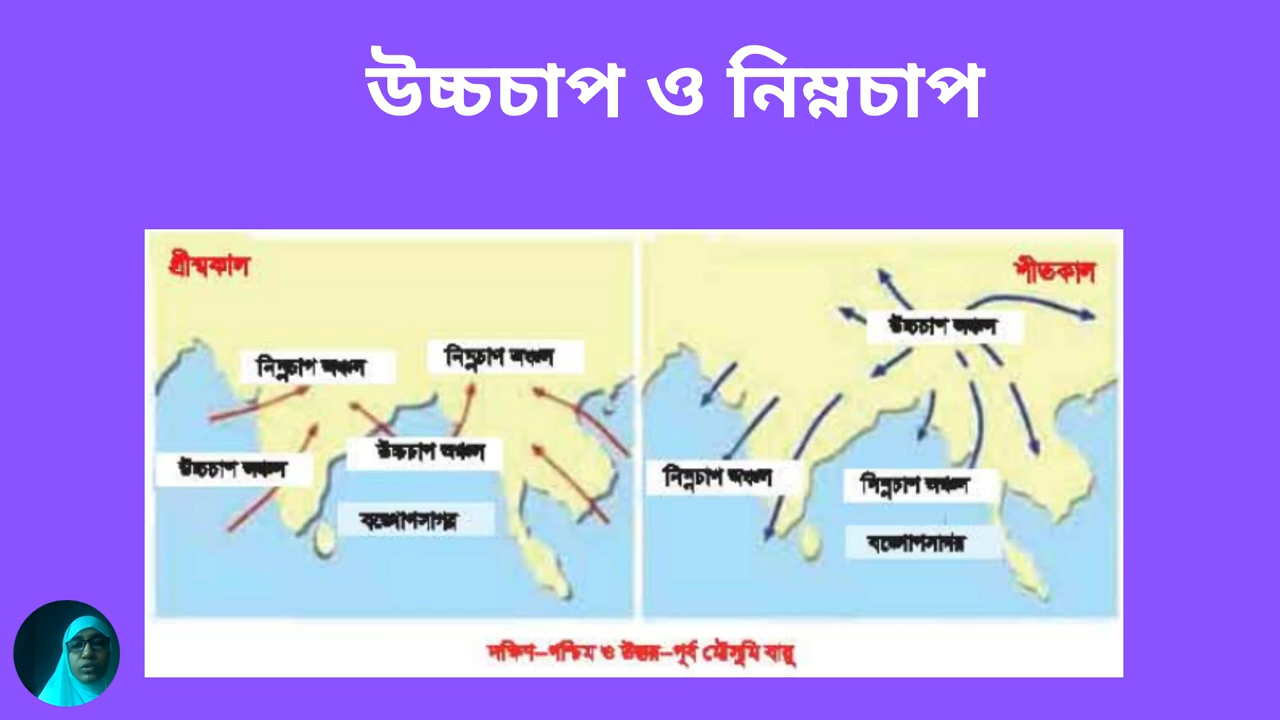 উচ্চচাপ ও নিম্নচাপ
গ্রীষ্মকাল
নিম্নচাপ অঞ্চল
নিম্নচাপ অঞ্চল
উচ্চচাপ অঞ্চল
উচ্চচাপ অঞ্চল
বঙ্গোপসাগর
শীতকাল
উচ্চচাপ অঞ্চল
নিম্নচাপ অঞ্চল
নিম্নচাপ অঞ্চল
বঙ্গোপসাগর
দক্ষিণ–পশ্চিম ও উত্তর–পূর্ব মৌসুমি বায়ু